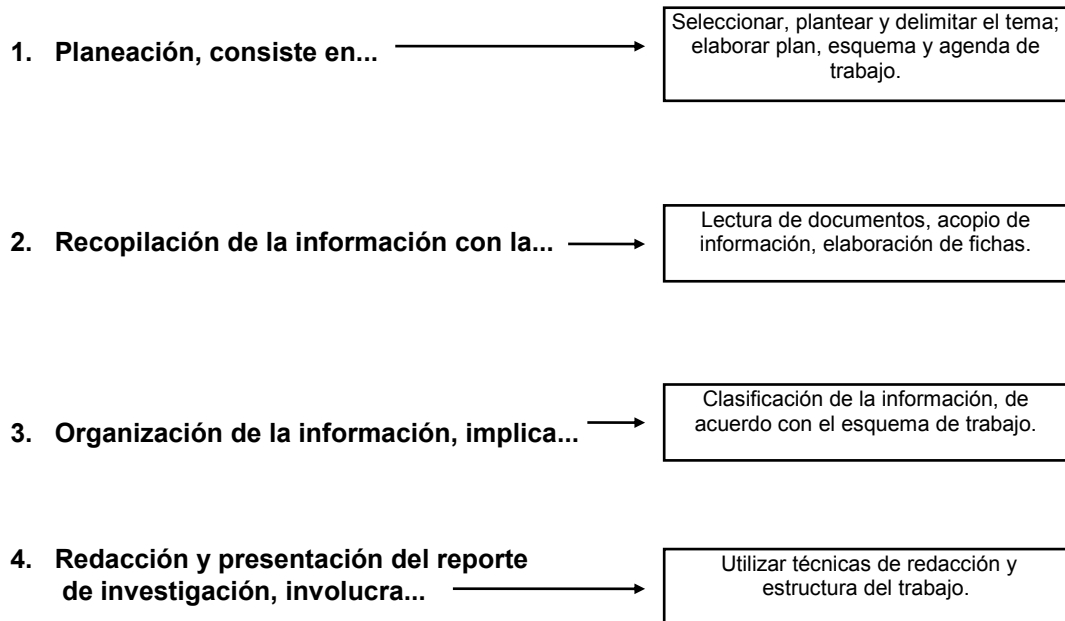 1. Planeación, consiste en...
Seleccionar, plantear y delimitar el tema;
elaborar plan, esquema y agenda de
trabajo.
2. Recopilación de la información con la...
Lectura de documentos, acopio de
información, elaboración de fichas.
3. Organización de la información, implica...
Clasificación de la información, de
acuerdo con el esquema de trabajo.
4. Redacción y presentación del reporte
de investigación, involucra...
Utilizar técnicas de redacción y
estructura del trabajo.